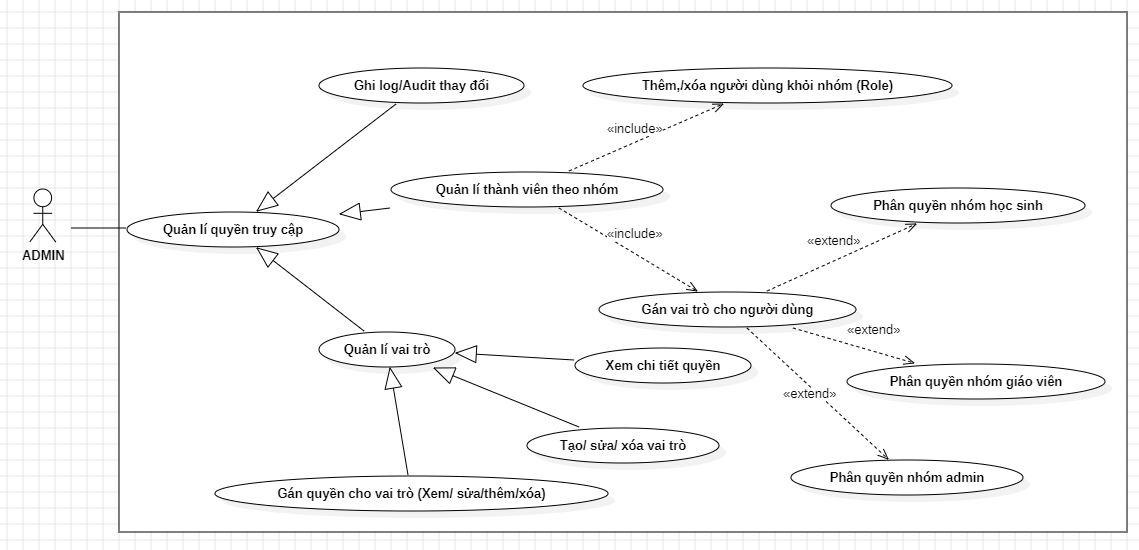 Ghi log/Audit thay đổi
Thêm,/xóa người dùng khỏi nhóm (Role)
«include»
Quản lí thành viên theo nhóm
Phân quyền nhóm học sinh
Quản lí quyền truy cập
«include»
«extend»
ADMIN
Gán vai trò cho người dùng
«extend»
Quản lí vai trò
Xem chi tiết quyền
Phân quyền nhóm giáo viên
«extend»
Tạo/ sửa/ xóa vai trò
Phân quyền nhóm admin
Gán quyền cho vai trò (Xem/ sửa/thêm/xóa)